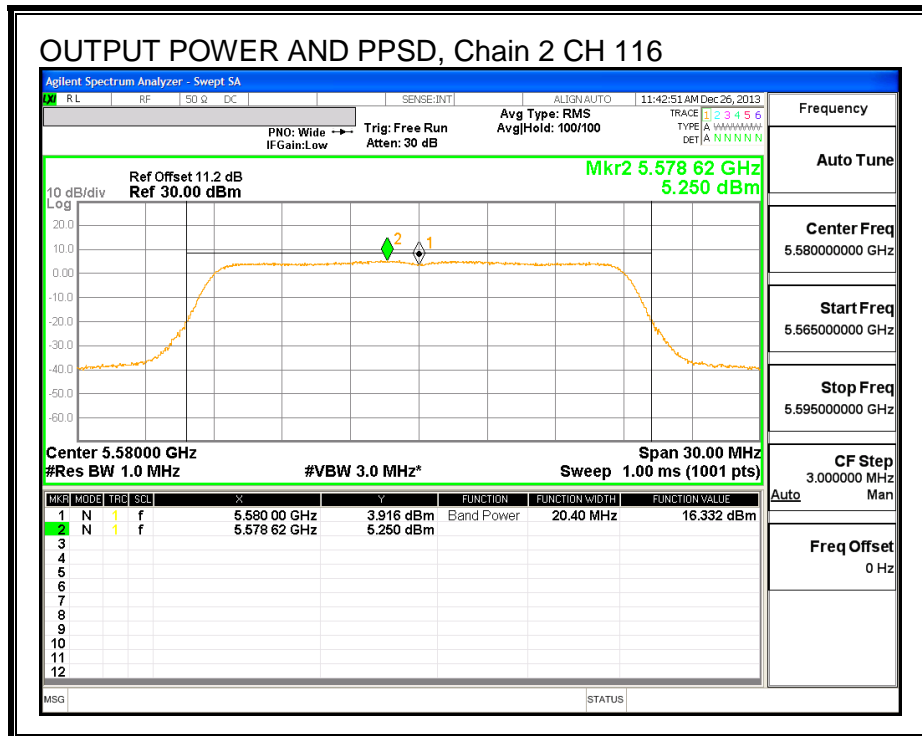 OUTPUT POWER AND PPSD, Chain 2 CH 116
Agilent Spectrum Analyzer - Swept SA
LXI RL RF 50 Ω DC SENSE:INT ALIGNAUTO 11:42:51 AM Dec 26, 2013
PNO: Wide
IFGain:Low
Trig: Free Run
Atten: 30 dB
Avg Type: RMS
Avg|Hold: 100/100
TRACE 1 2 3 4 5 6
TYPE A WWWWW
DET A N N N N N
Mkr2 5.578 62 GHz
5.250 dBm
Ref Offset 11.2 dB
10 dB/div Ref 30.00 dBm
Log
20.0
10.0
0.00
-10.0
-20.0
-30.0
-40.0
-50.0
-60.0
2
1
Center 5.58000 GHz Span 30.00 MHz
#Res BW 1.0 MHz #VBW 3.0 MHz* Sweep 1.00 ms (1001 pts)
MKR MODE TRC SCL X Y FUNCTION FUNCTION WIDTH FUNCTION VALUE
1 N 1 f 5.580 00 GHz 3.916 dBm Band Power 20.40 MHz 16.332 dBm
2 N 1 f 5.578 62 GHz 5.250 dBm
3
4
5
6
7
8
9
10
11
12
MSG STATUS
Frequency
Auto Tune
Center Freq
5.580000000 GHz
Start Freq
5.565000000 GHz
Stop Freq
5.595000000 GHz
CF Step
3.000000 MHz
Auto Man
Freq Offset
0 Hz